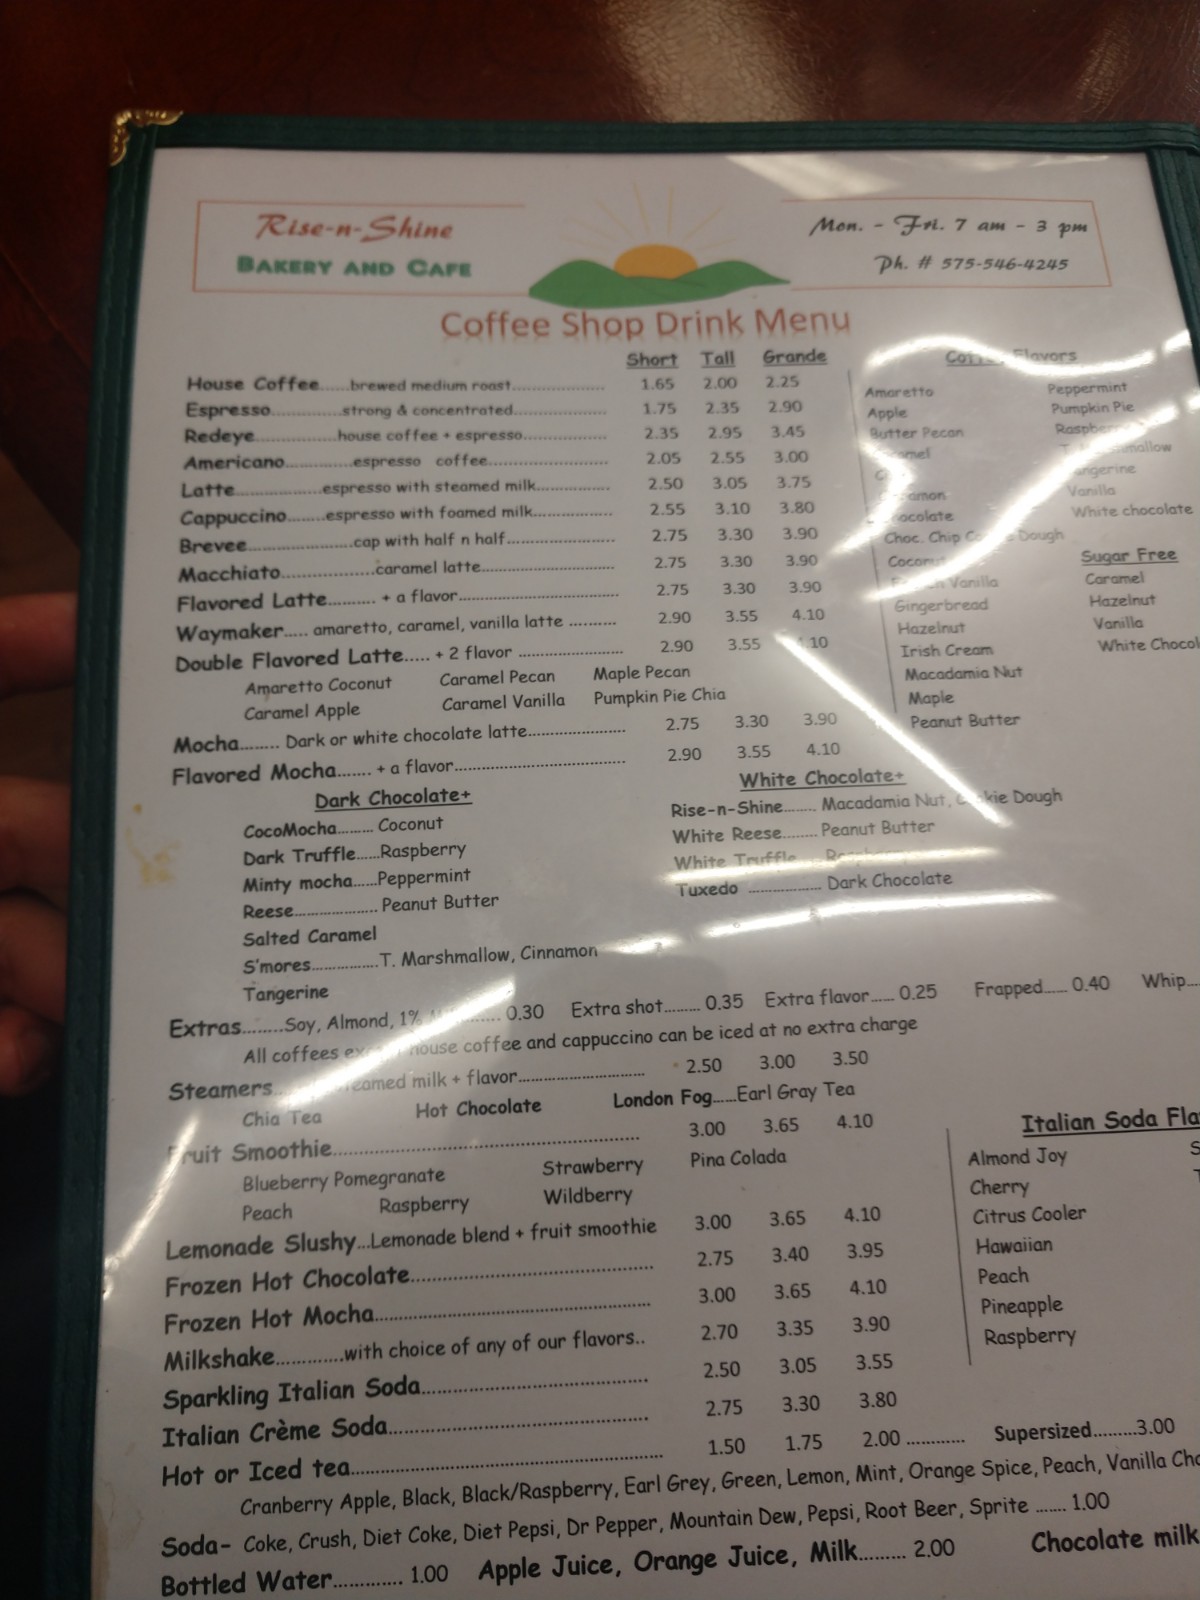 Rise-n-Shine
BAKERY AND CAFE
Mon. - Fri. 7 am - 3 pm
Ph. # 575-546-4245
Coffee Shop Drink Menu
Short Tall Grande
House Coffee......brewed medium roast..................... 1.65 2.00 2.25
Espresso...............strong & concentrated..................... 1.75 2.35 2.90
Redeye.................house coffee + espresso.................. 2.35 2.95 3.45
Americano.............espresso coffee........................... 2.05 2.55 3.00
Latte.....................espresso with steamed milk................ 2.50 3.05 3.75
Cappuccino........espresso with foamed milk.................. 2.55 3.10 3.80
Brevee......................cap with half n half........................ 2.75 3.30 3.90
Macchiato...................caramel latte............................ 2.75 3.30 3.90
Flavored Latte.......... + a flavor.................................. 2.75 3.30 3.90
Waymaker..... amaretto, caramel, vanilla latte .......... 2.90 3.55 4.10
Double Flavored Latte..... + 2 flavor ...................... 2.90 3.55 4.10
Amaretto Coconut Caramel Pecan Maple Pecan
Caramel Apple Caramel Vanilla Pumpkin Pie Chia
Mocha........ Dark or white chocolate latte.................... 2.75 3.30 3.90
Flavored Mocha....... + a flavor.................................... 2.90 3.55 4.10
Flavors
Amaretto
Apple
Butter Pecan
Choc. Chip Dough
Coconut
Vanilla
Gingerbread
Hazelnut
Irish Cream
Macadamia Nut
Maple
Peanut Butter
Peppermint
Pumpkin Pie
Raspberry
T.
Vanilla
White chocolate
Sugar Free
Caramel
Hazelnut
Vanilla
White Chocol
Dark Chocolate+
CocoMocha......... Coconut
Dark Truffle......Raspberry
Minty mocha......Peppermint
Reese..................... Peanut Butter
Salted Caramel
S'mores.................T. Marshmallow, Cinnamon
Tangerine
White Chocolate+
Rise-n-Shine........ Macadamia Nut, Cookie Dough
White Reese........ Peanut Butter
White Truffle
Tuxedo .................... Dark Chocolate
Extras........Soy, Almond, 1% 0.30 Extra shot......... 0.35 Extra flavor...... 0.25 Frapped...... 0.40 Whip....
All coffees house coffee and cappuccino can be iced at no extra charge
Steamers milk + flavor.............................. 2.50 3.00 3.50
Chia Tea Hot Chocolate London Fog......Earl Gray Tea
Fruit Smoothie................................................... 3.00 3.65 4.10
Blueberry Pomegranate Strawberry Pina Colada
Peach Raspberry Wildberry
Lemonade Slushy...Lemonade blend + fruit smoothie 3.00 3.65 4.10
Frozen Hot Chocolate......................................... 2.75 3.40 3.95
Frozen Hot Mocha.............................................. 3.00 3.65 4.10
Milkshake.............with choice of any of our flavors.. 2.70 3.35 3.90
Sparkling Italian Soda...................................... 2.50 3.05 3.55
Italian Crème Soda........................................... 2.75 3.30 3.80
Hot or Iced tea.................................................. 1.50 1.75 2.00 ............ Supersized.........3.00
Cranberry Apple, Black, Black/Raspberry, Earl Grey, Green, Lemon, Mint, Orange Spice, Peach, Vanilla Cha
Soda- Coke, Crush, Diet Coke, Diet Pepsi, Dr Pepper, Mountain Dew, Pepsi, Root Beer, Sprite ....... 1.00
Bottled Water............. 1.00 Apple Juice, Orange Juice, Milk......... 2.00 Chocolate milk
Italian Soda Fla
Almond Joy
Cherry
Citrus Cooler
Hawaiian
Peach
Pineapple
Raspberry